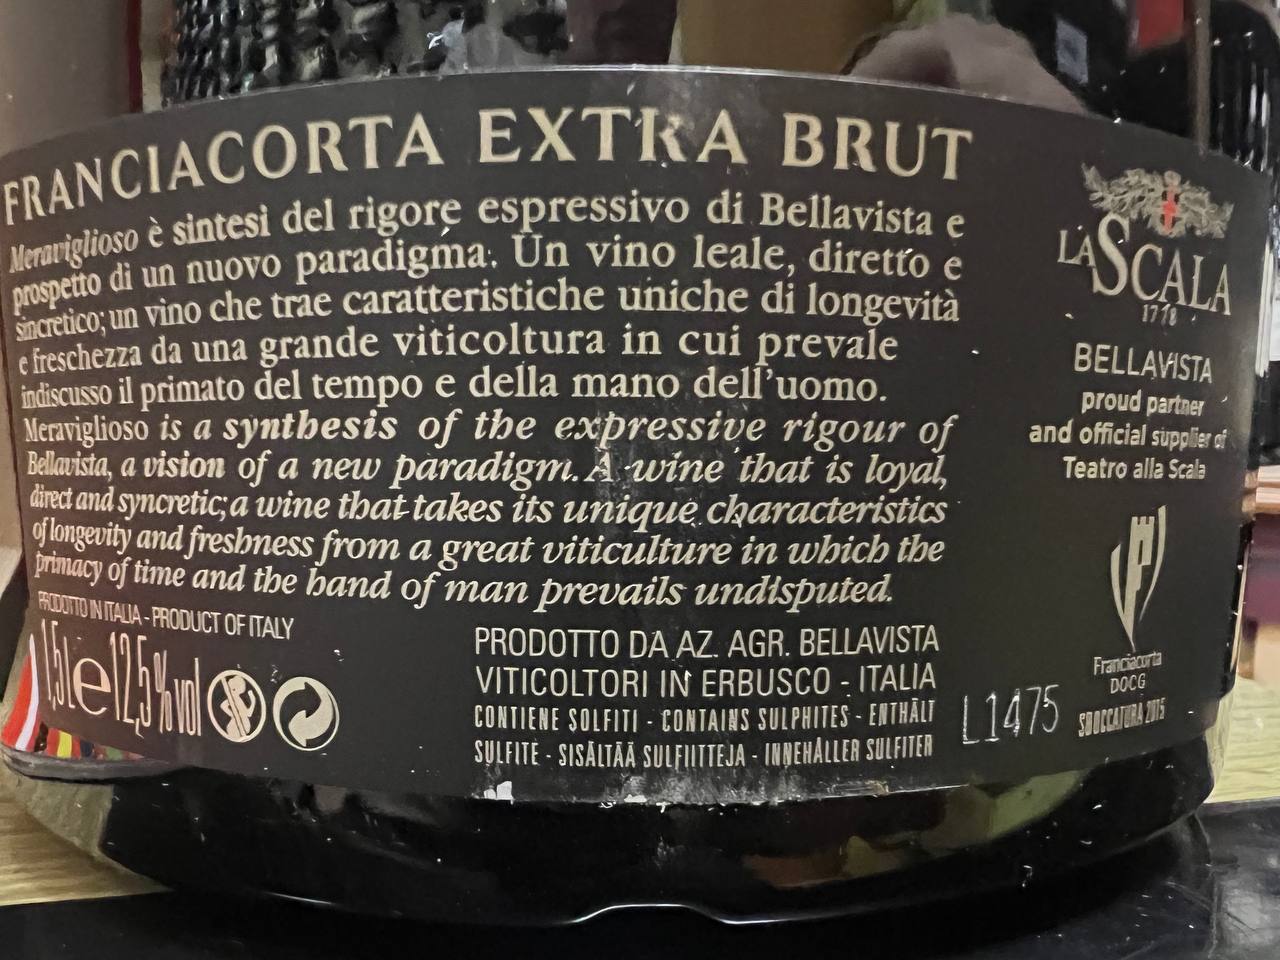 FRANCIACORTA EXTRA BRUT
Meraviglioso è sintesi del rigore espressivo di Bellavista e
prospetto di un nuovo paradigma. Un vino leale, diretto e
sincretico; un vino che trae caratteristiche uniche di longevità
e freschezza da una grande viticoltura in cui prevale
indiscusso il primato del tempo e della mano dell'uomo.
Meraviglioso is a synthesis of the expressive rigour of
Bellavista, a vision of a new paradigm. A wine that is loyal,
direct and syncretic; a wine that takes its unique characteristics
of longevity and freshness from a great viticulture in which the
primacy of time and the hand of man prevails undisputed.
PRODOTTO IN ITALIA - PRODUCT OF ITALY
1,5L e 12,5%vol
PRODOTTO DA AZ. AGR. BELLAVISTA
VITICOLTORI IN ERBUSCO - ITALIA
CONTIENE SOLFITI - CONTAINS SULPHITES - ENTHÄLT
SULFITE - SISÄLTÄÄ SULFIITTEJA - INNEHÅLLER SULFITER
L1475
LA SCALA
1778
BELLAVISTA
proud partner
and official supplier of
Teatro alla Scala
Franciacorta
DOCG
SBOCCATURA 2015